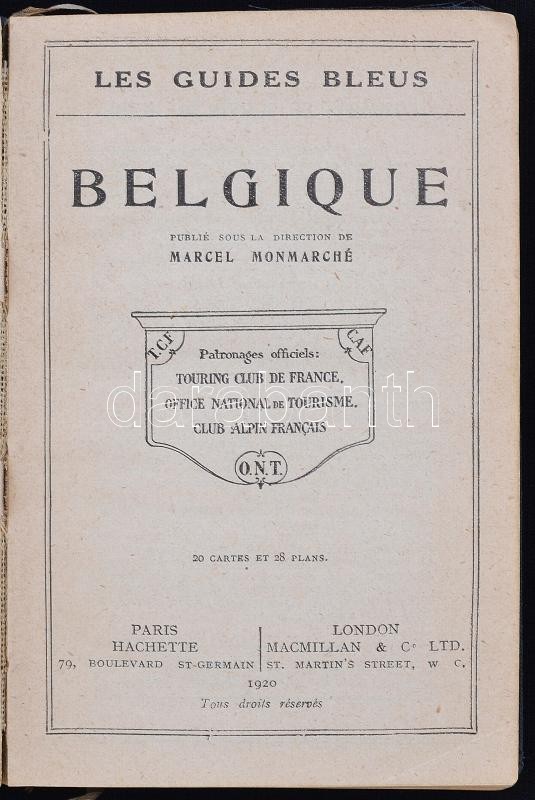 LES GUIDES BLEUS
BELGIQUE
PUBLIÉ SOUS LA DIRECTION DE
MARCEL MONMARCHÉ
T.C.F
C.A.F
Patronages officiels:
TOURING CLUB DE FRANCE.
OFFICE NATIONAL DE TOURISME.
CLUB ALPIN FRANÇAIS
O.N.T.
darabanth
20 CARTES ET 28 PLANS.
PARIS
HACHETTE
79, BOULEVARD ST-GERMAIN
LONDON
MACMILLAN & Co LTD.
ST. MARTIN'S STREET, W C.
1920
Tous droits réservés